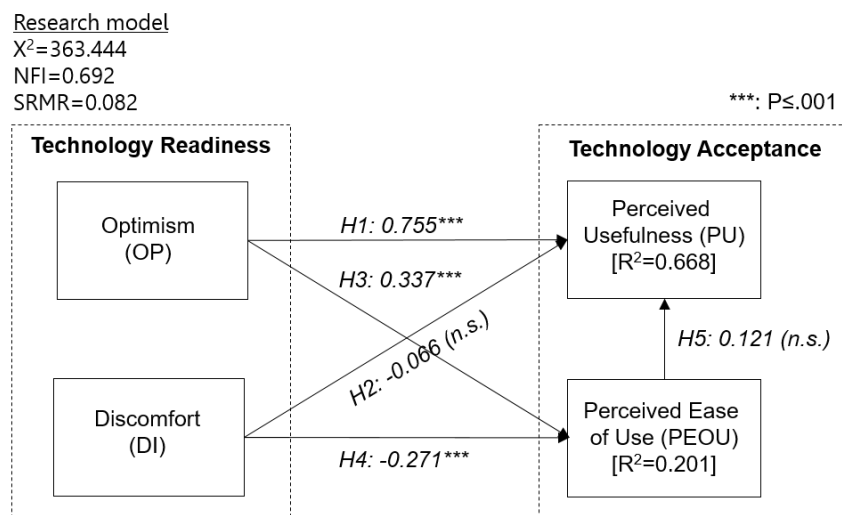 Research model
X²=363.444
NFI=0.692
SRMR=0.082
***: P≤.001
Technology Readiness
Technology Acceptance
Optimism
(OP)
H1: 0.755***
Perceived
Usefulness (PU)
[R²=0.668]
H3: 0.337***
H2: -0.066 (n.s.)
H5: 0.121 (n.s.)
Discomfort
(DI)
H4: -0.271***
Perceived Ease
of Use (PEOU)
[R²=0.201]